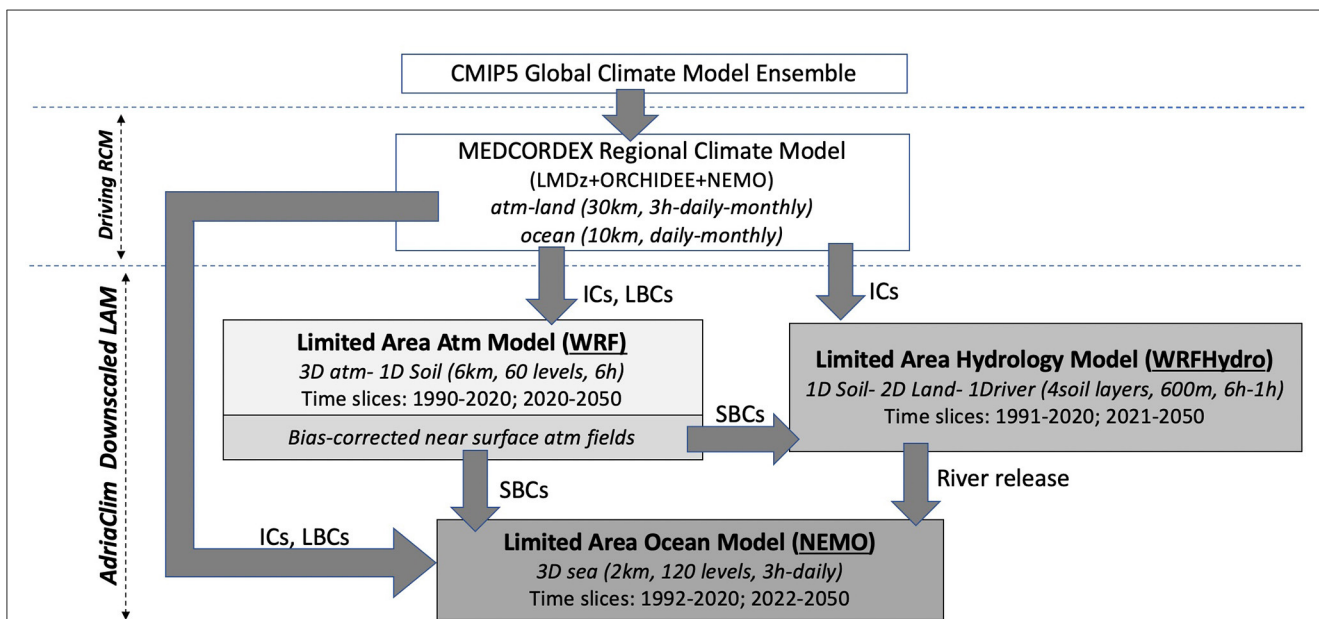 CMIP5 Global Climate Model Ensemble
Driving RCM
MEDCORDEX Regional Climate Model
(LMDz+ORCHIDEE+NEMO)
atm-land (30km, 3h-daily-monthly)
ocean (10km, daily-monthly)
ICs, LBCs
ICs
AdriaClim Downscaled LAM
Limited Area Atm Model (WRF)
3D atm- 1D Soil (6km, 60 levels, 6h)
Time slices: 1990-2020; 2020-2050
Bias-corrected near surface atm fields
SBCs
Limited Area Hydrology Model (WRFHydro)
1D Soil- 2D Land- 1Driver (4soil layers, 600m, 6h-1h)
Time slices: 1991-2020; 2021-2050
SBCs
River release
ICs, LBCs
Limited Area Ocean Model (NEMO)
3D sea (2km, 120 levels, 3h-daily)
Time slices: 1992-2020; 2022-2050